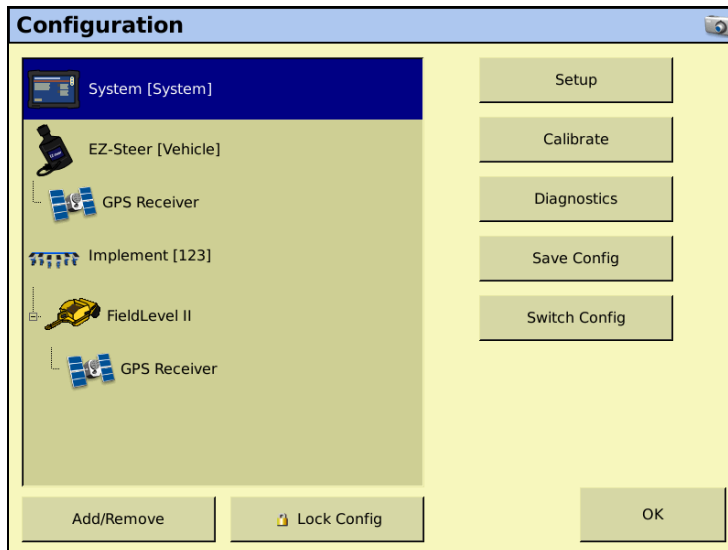 Configuration
System [System]
EZ-Steer [Vehicle]
GPS Receiver
Implement [123]
FieldLevel II
GPS Receiver
Setup
Calibrate
Diagnostics
Save Config
Switch Config
Add/Remove
Lock Config
OK